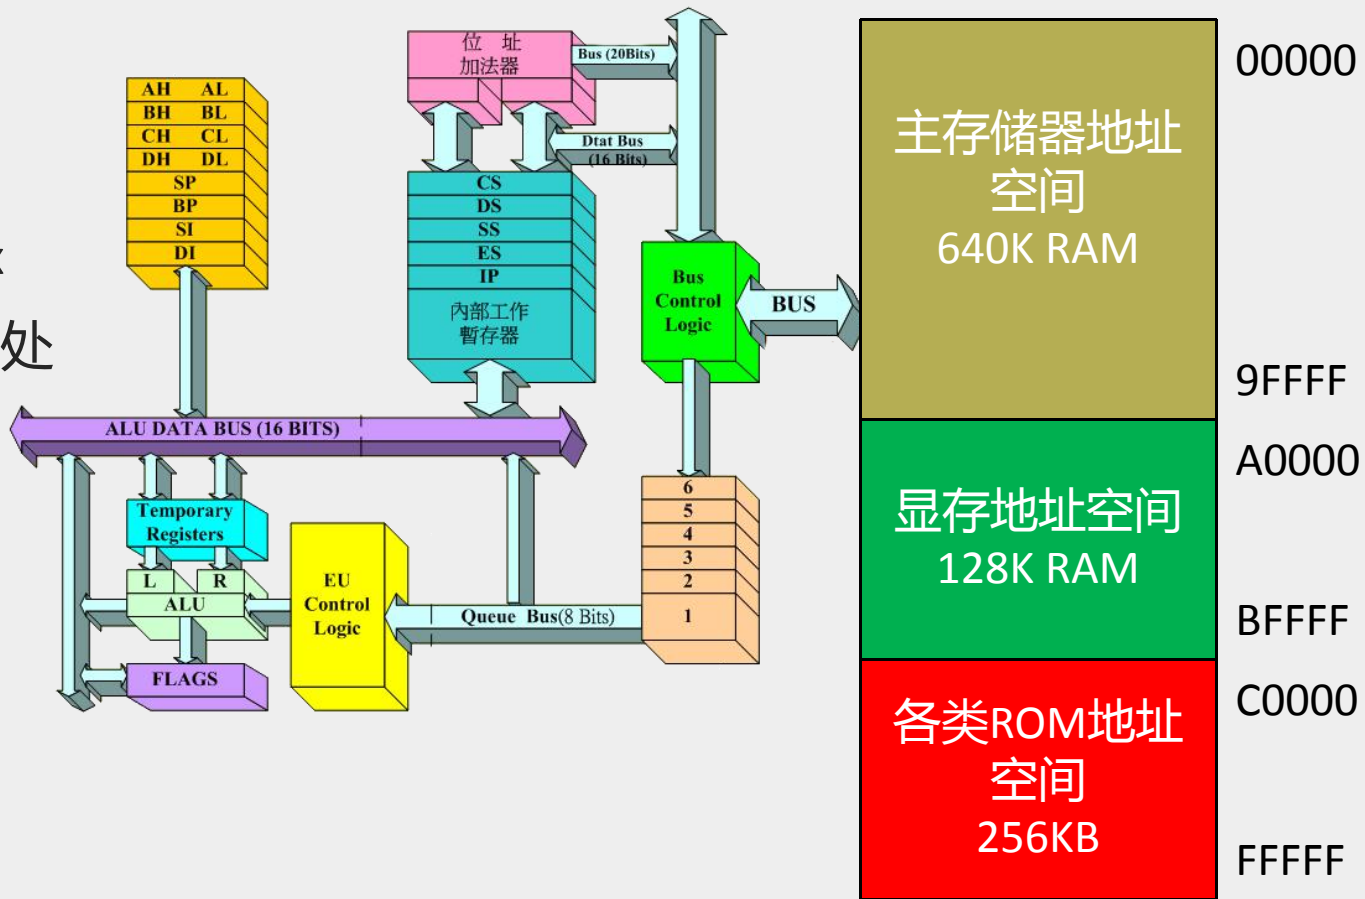 处
AH AL
BH BL
CH CL
DH DL
SP
BP
SI
DI
位 址
加法器
Bus (20Bits)
Dtat Bus
(16 Bits)
CS
DS
SS
ES
IP
內部工作
暫存器
Bus
Control
Logic
BUS
ALU DATA BUS (16 BITS)
Temporary
Registers
L R
ALU
FLAGS
EU
Control
Logic
Queue Bus(8 Bits)
6
5
4
3
2
1
主存储器地址
空间
640K RAM
00000
9FFFF
显存地址空间
128K RAM
A0000
BFFFF
各类ROM地址
空间
256KB
C0000
FFFFF